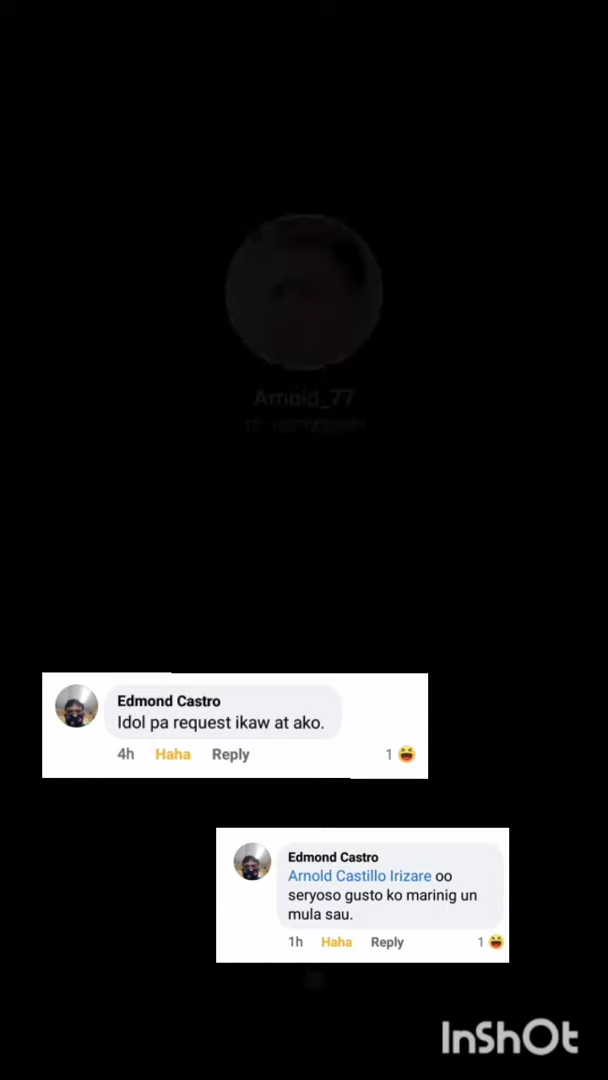 Arnold_77
Edmond Castro
Idol pa request ikaw at ako.
4h Haha Reply 1
Edmond Castro
Arnold Castillo Irizare oo
seryoso gusto ko marinig un
mula sau.
1h Haha Reply 1
InShOt